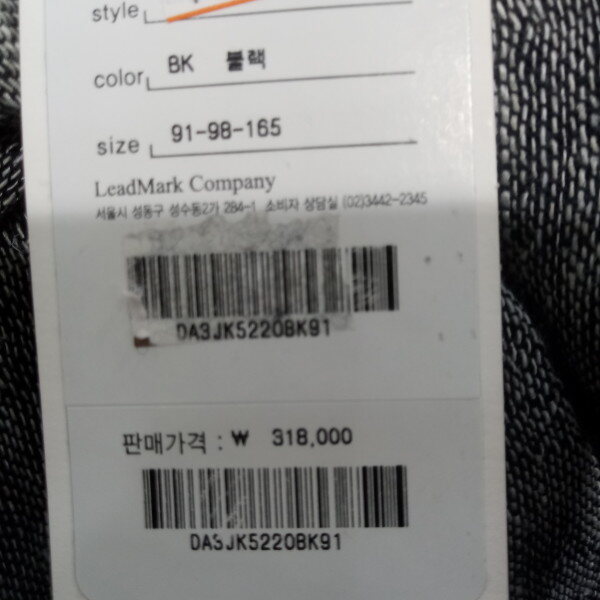 style
color BK 블랙
size 91-98-165
LeadMark Company
서울시 성동구 성수동2가 284-1 소비자 상담실 (02)3442-2345
DA3JK5220BK91
판매가격 : ₩ 318,000
DA3JK5220BK91